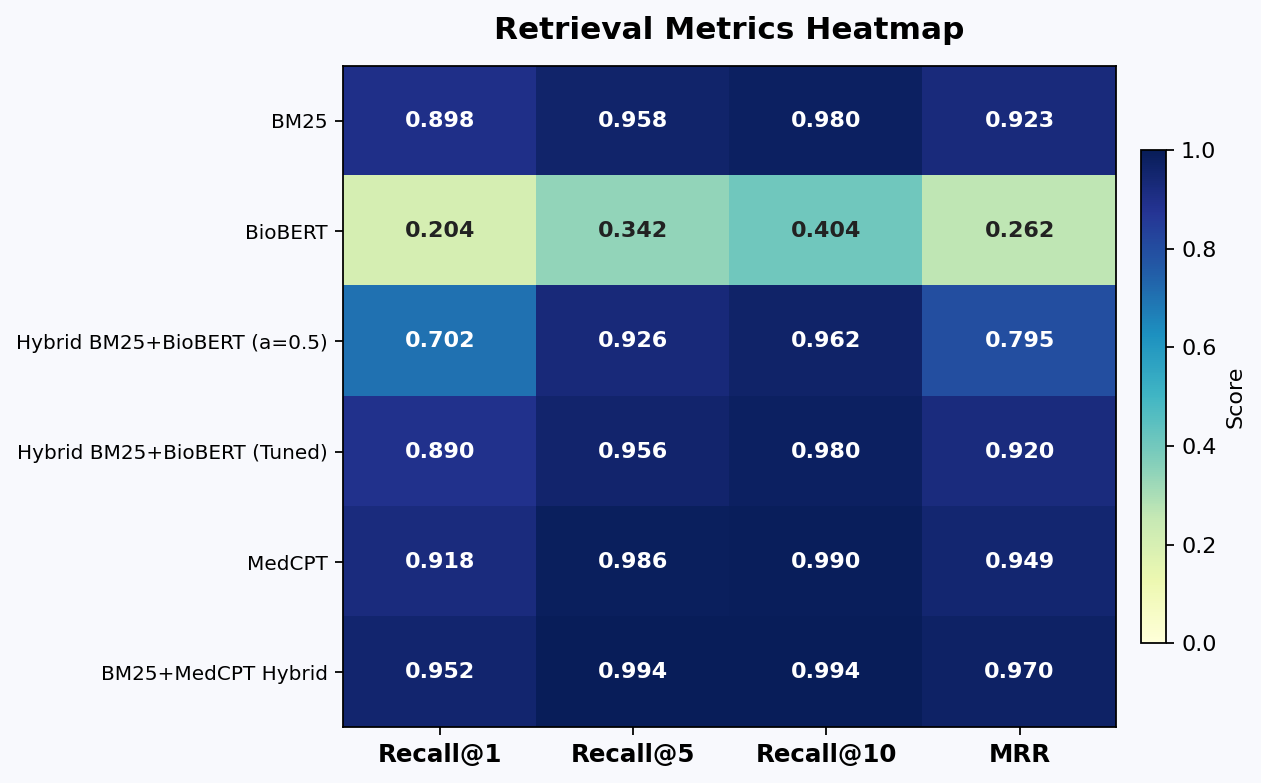 Retrieval Metrics Heatmap
BM25 0.898 0.958 0.980 0.923
BioBERT 0.204 0.342 0.404 0.262
Hybrid BM25+BioBERT (a=0.5) 0.702 0.926 0.962 0.795
Hybrid BM25+BioBERT (Tuned) 0.890 0.956 0.980 0.920
MedCPT 0.918 0.986 0.990 0.949
BM25+MedCPT Hybrid 0.952 0.994 0.994 0.970
Recall@1 Recall@5 Recall@10 MRR
1.0
0.8
0.6
0.4
0.2
0.0
Score